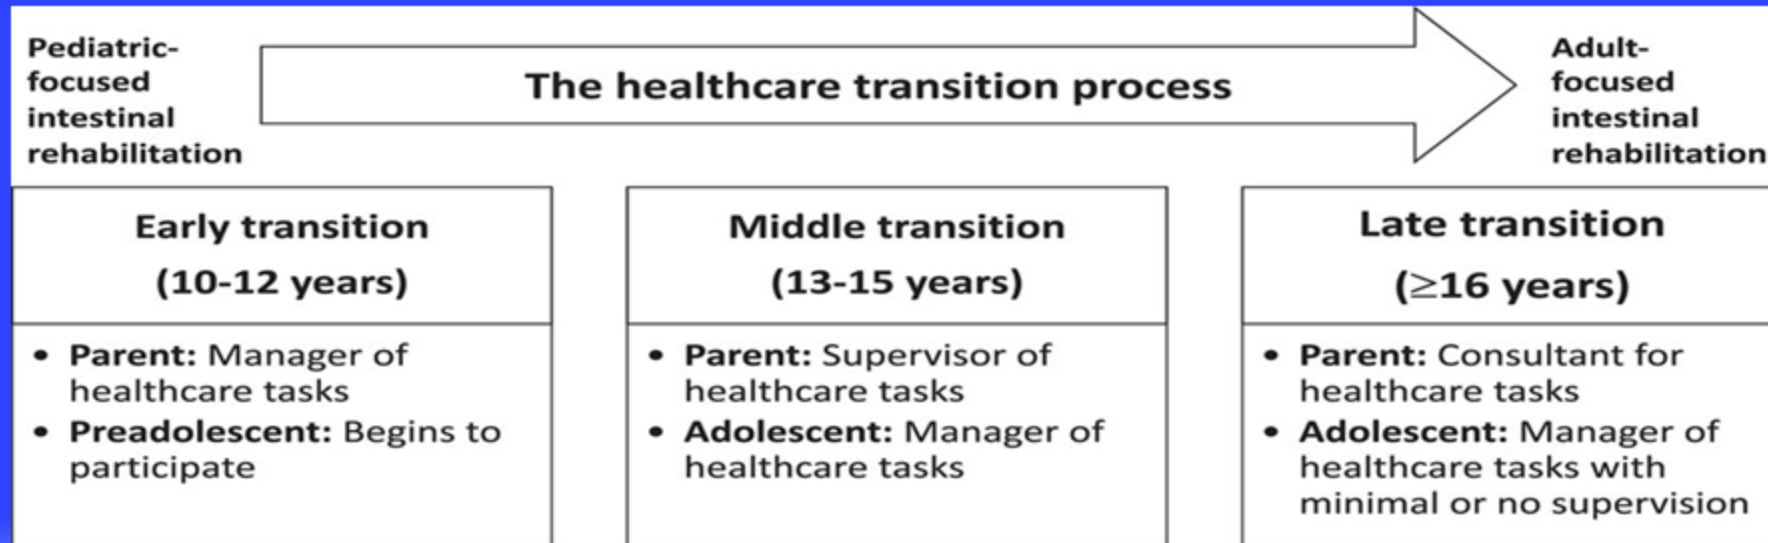 Pediatric-
focused
intestinal
rehabilitation
The healthcare transition process
Adult-
focused
intestinal
rehabilitation
Early transition
(10-12 years)
• Parent: Manager of
healthcare tasks
• Preadolescent: Begins to
participate
Middle transition
(13-15 years)
• Parent: Supervisor of
healthcare tasks
• Adolescent: Manager of
healthcare tasks
Late transition
(≥16 years)
• Parent: Consultant for
healthcare tasks
• Adolescent: Manager of
healthcare tasks with
minimal or no supervision